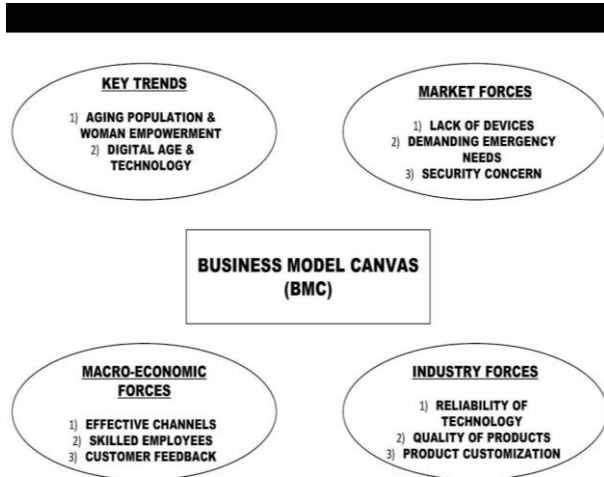 KEY TRENDS
1) AGING POPULATION &
WOMAN EMPOWERMENT
2) DIGITAL AGE &
TECHNOLOGY
MARKET FORCES
1) LACK OF DEVICES
2) DEMANDING EMERGENCY
NEEDS
3) SECURITY CONCERN
BUSINESS MODEL CANVAS
(BMC)
MACRO-ECONOMIC
FORCES
1) EFFECTIVE CHANNELS
2) SKILLED EMPLOYEES
3) CUSTOMER FEEDBACK
INDUSTRY FORCES
1) RELIABILITY OF
TECHNOLOGY
2) QUALITY OF PRODUCTS
3) PRODUCT CUSTOMIZATION